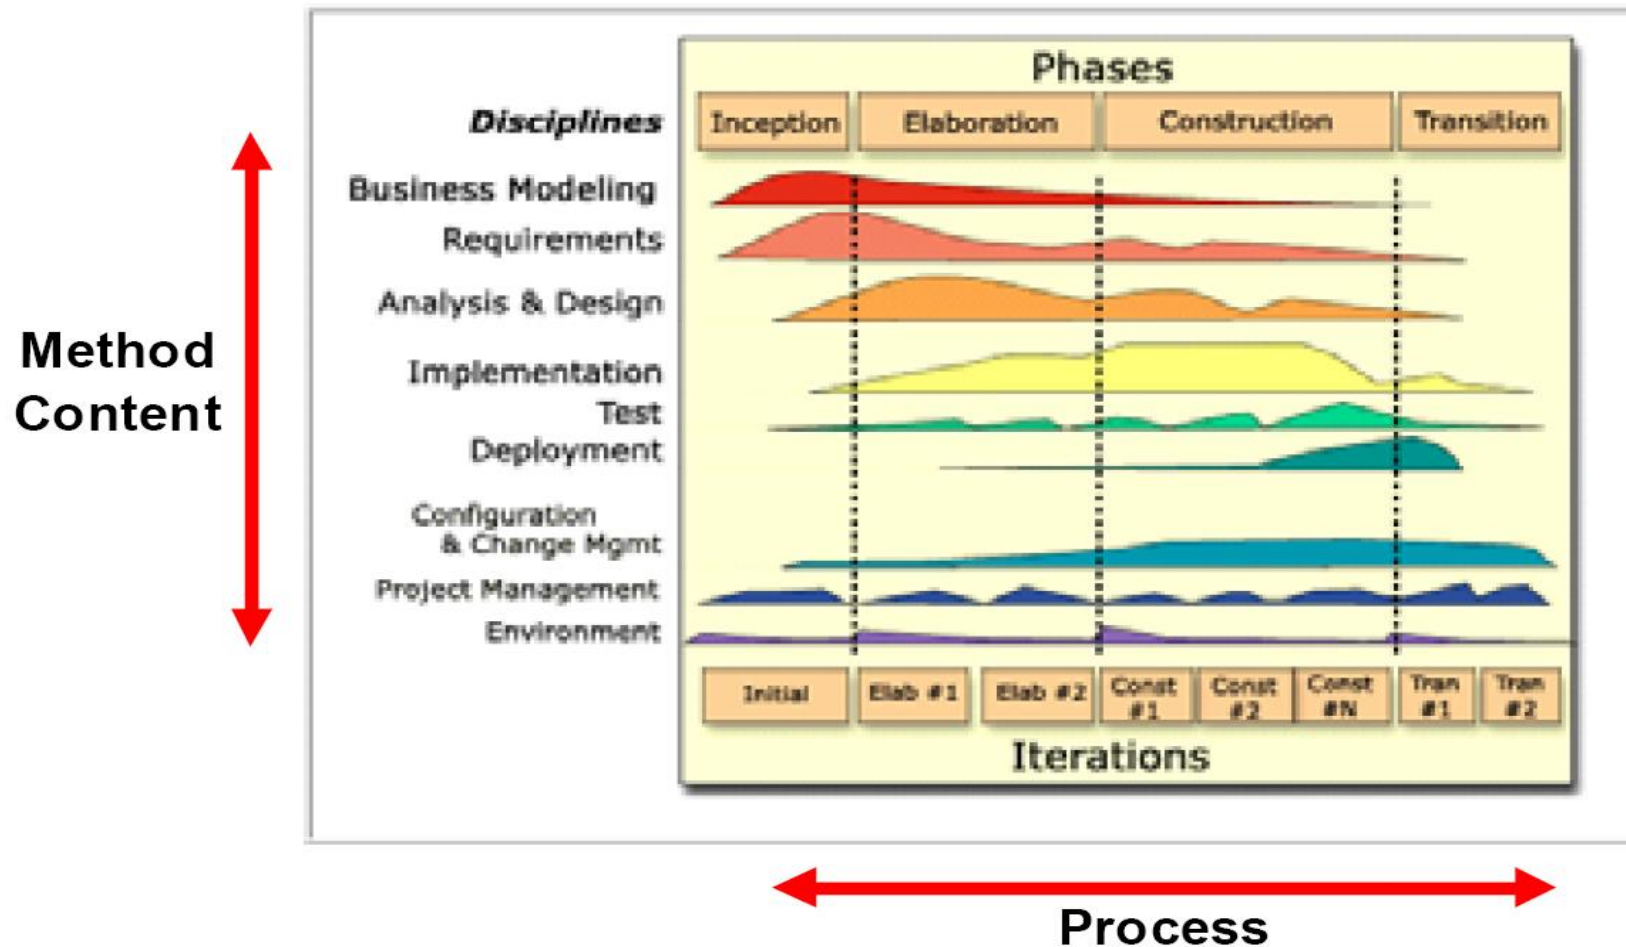 Phases
Disciplines
Inception
Elaboration
Construction
Transition
Business Modeling
Requirements
Analysis & Design
Implementation
Test
Deployment
Configuration
& Change Mgmt
Project Management
Environment
Method
Content
Initial
Elab #1
Elab #2
Const
#1
Const
#2
Const
#N
Tran
#1
Tran
#2
Iterations
Process